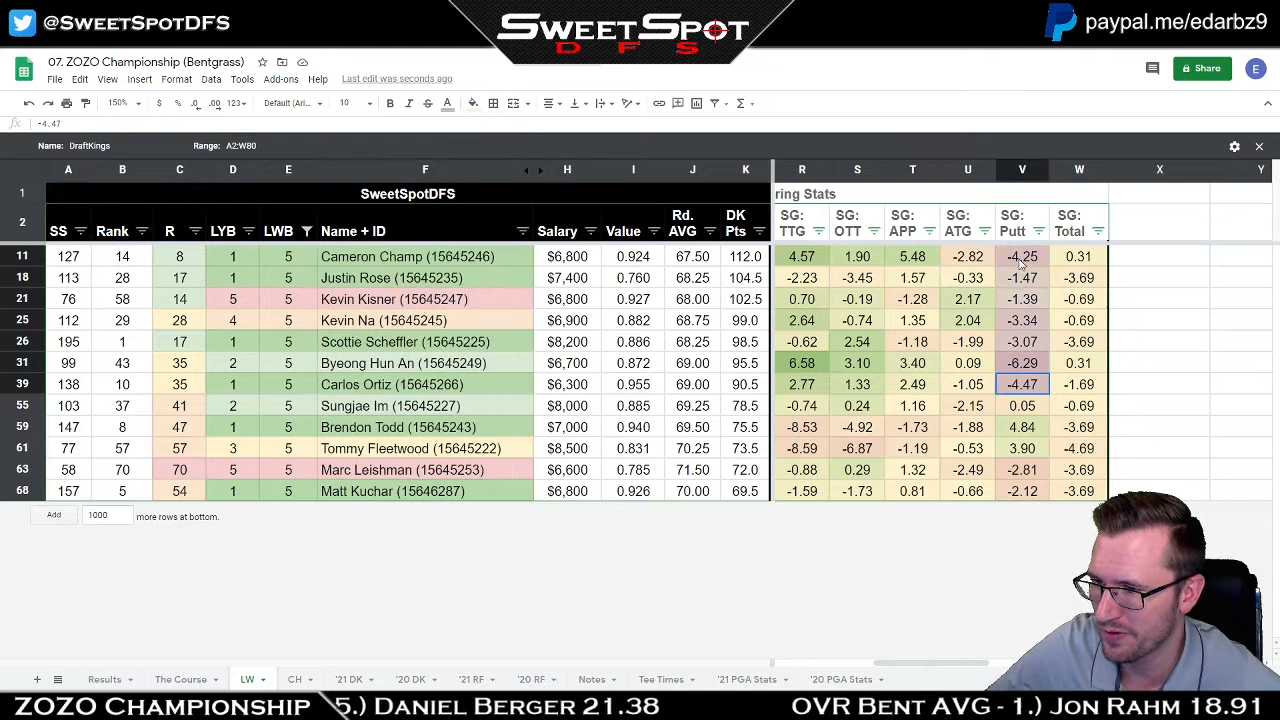 @SweetSpotDFS
SweetSpot
DFS
paypal.me/edarbz9
07. ZOZO Championship (Bentgrass)
File Edit View Insert Format Data Tools Add-ons Help Last edit was seconds ago
Share
E
150% $ % .0 .00 123 Default (Ari... 10 B I S A
fx -4.47
Name: DraftKings Range: A2:W80
A B C D E F H I J K R S T U V W X Y
1 SweetSpotDFS ring Stats
2 SS Rank R LYB LWB Name + ID Salary Value Rd. AVG DK Pts SG: TTG SG: OTT SG: APP SG: ATG SG: Putt SG: Total
11 127 14 8 1 5 Cameron Champ (15645246) $6,800 0.924 67.50 112.0 4.57 1.90 5.48 -2.82 -4.25 0.31
18 113 28 17 1 5 Justin Rose (15645235) $7,400 0.760 68.25 104.5 -2.23 -3.45 1.57 -0.33 -1.47 -3.69
21 76 58 14 5 5 Kevin Kisner (15645247) $6,800 0.927 68.00 102.5 0.70 -0.19 -1.28 2.17 -1.39 -0.69
25 112 29 28 4 5 Kevin Na (15645245) $6,900 0.882 68.75 99.0 2.64 -0.74 1.35 2.04 -3.34 -0.69
26 195 1 17 1 5 Scottie Scheffler (15645225) $8,200 0.886 68.25 98.5 -0.62 2.54 -1.18 -1.99 -3.07 -3.69
31 99 43 35 2 5 Byeong Hun An (15645249) $6,700 0.872 69.00 95.5 6.58 3.10 3.40 0.09 -6.29 0.31
39 138 10 35 1 5 Carlos Ortiz (15645266) $6,300 0.955 69.00 90.5 2.77 1.33 2.49 -1.05 -4.47 -1.69
55 103 37 41 2 5 Sungjae Im (15645227) $8,000 0.885 69.25 78.5 -0.74 0.24 1.16 -2.15 0.05 -0.69
59 147 8 47 1 5 Brendon Todd (15645243) $7,000 0.940 69.50 75.5 -8.53 -4.92 -1.73 -1.88 4.84 -3.69
61 77 57 57 3 5 Tommy Fleetwood (15645222) $8,500 0.831 70.25 73.5 -8.59 -6.87 -1.19 -0.53 3.90 -4.69
63 58 70 70 5 5 Marc Leishman (15645253) $6,600 0.785 71.50 72.0 -0.88 0.29 1.32 -2.49 -2.81 -3.69
68 157 5 54 1 5 Matt Kuchar (15646287) $6,800 0.926 70.00 69.5 -1.59 -1.73 0.81 -0.66 -2.12 -3.69
Add 1000 more rows at bottom.
+ Results The Course LW CH '21 DK '20 DK '21 RF '20 RF Notes Tee Times '21 PGA Stats '20 PGA Stats
ZOZO Championship 5.) Daniel Berger 21.38 OVR Bent AVG - 1.) Jon Rahm 18.91